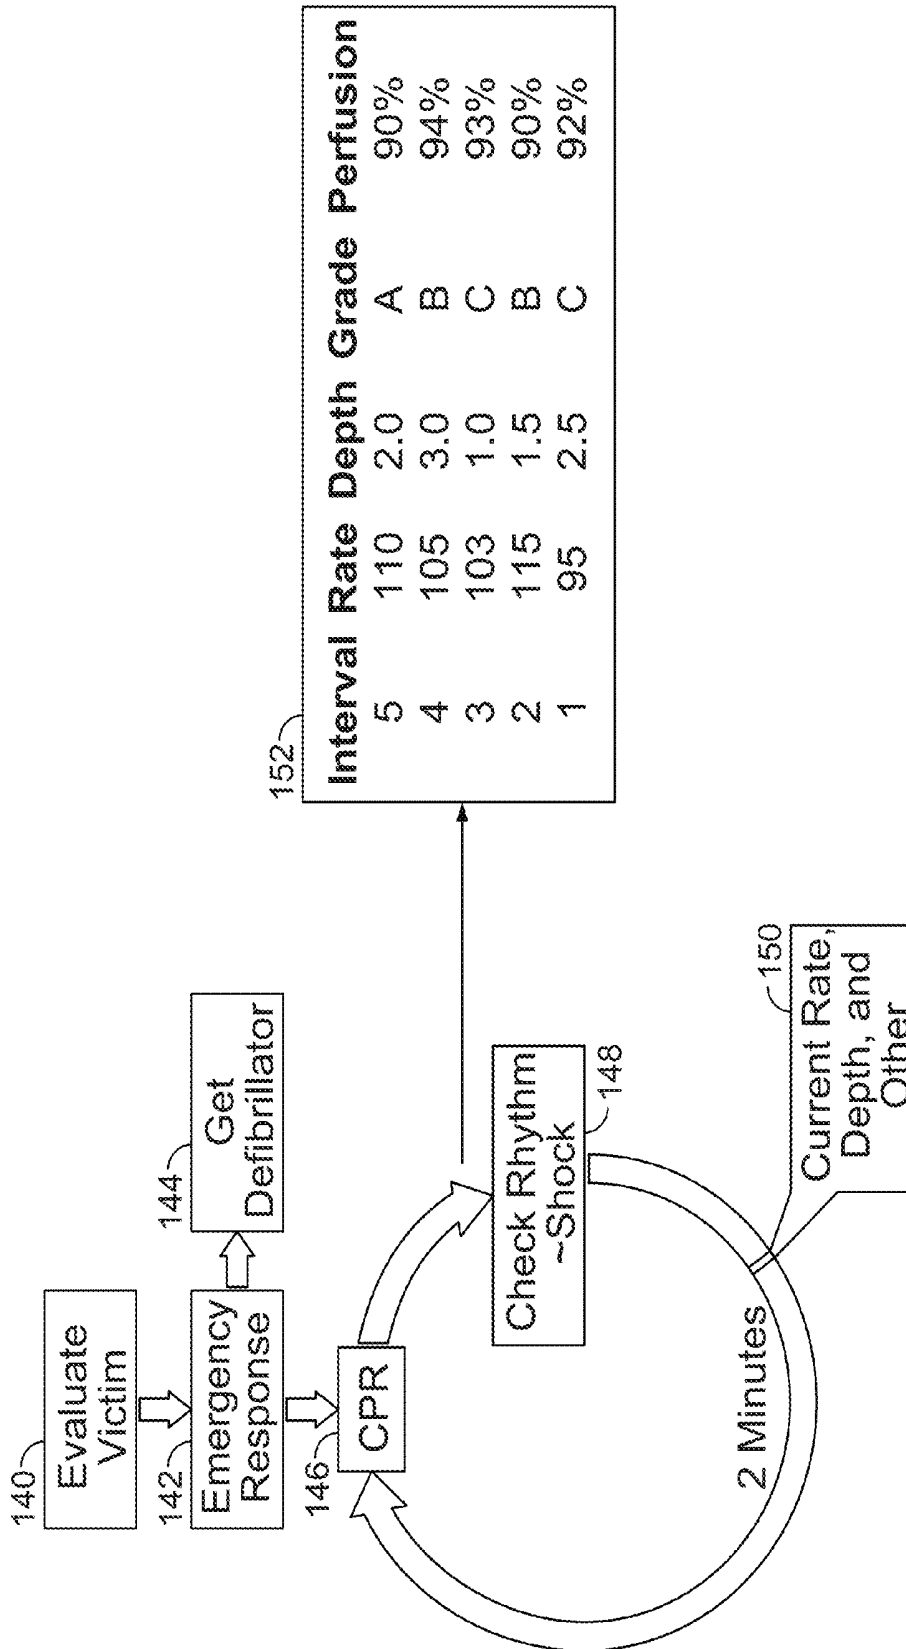 140
Evaluate
Victim
142
Emergency
Response
144
Get
Defibrillator
146
CPR
Check Rhythm
~Shock
148
2 Minutes
150
Current Rate,
Depth, and
Other
152
Interval Rate Depth Grade Perfusion
5 110 2.0 A 90%
4 105 3.0 B 94%
3 103 1.0 C 93%
2 115 1.5 B 90%
1 95 2.5 C 92%